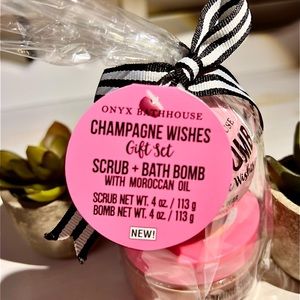 ONYX BATHHOUSE
CHAMPAGNE WISHES
Gift Set
SCRUB + BATH BOMB
WITH MOROCCAN OIL
SCRUB NET WT. 4 oz. / 113 g
BOMB NET WT. 4 oz. / 113 g
NEW!